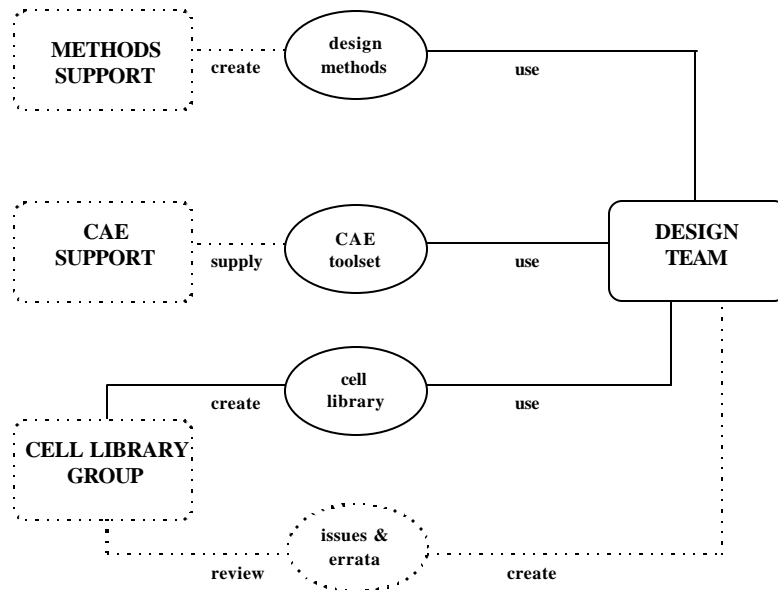 METHODS
SUPPORT
create
design
methods
use
CAE
SUPPORT
supply
CAE
toolset
use
DESIGN
TEAM
create
cell
library
use
CELL LIBRARY
GROUP
review
issues &
errata
create